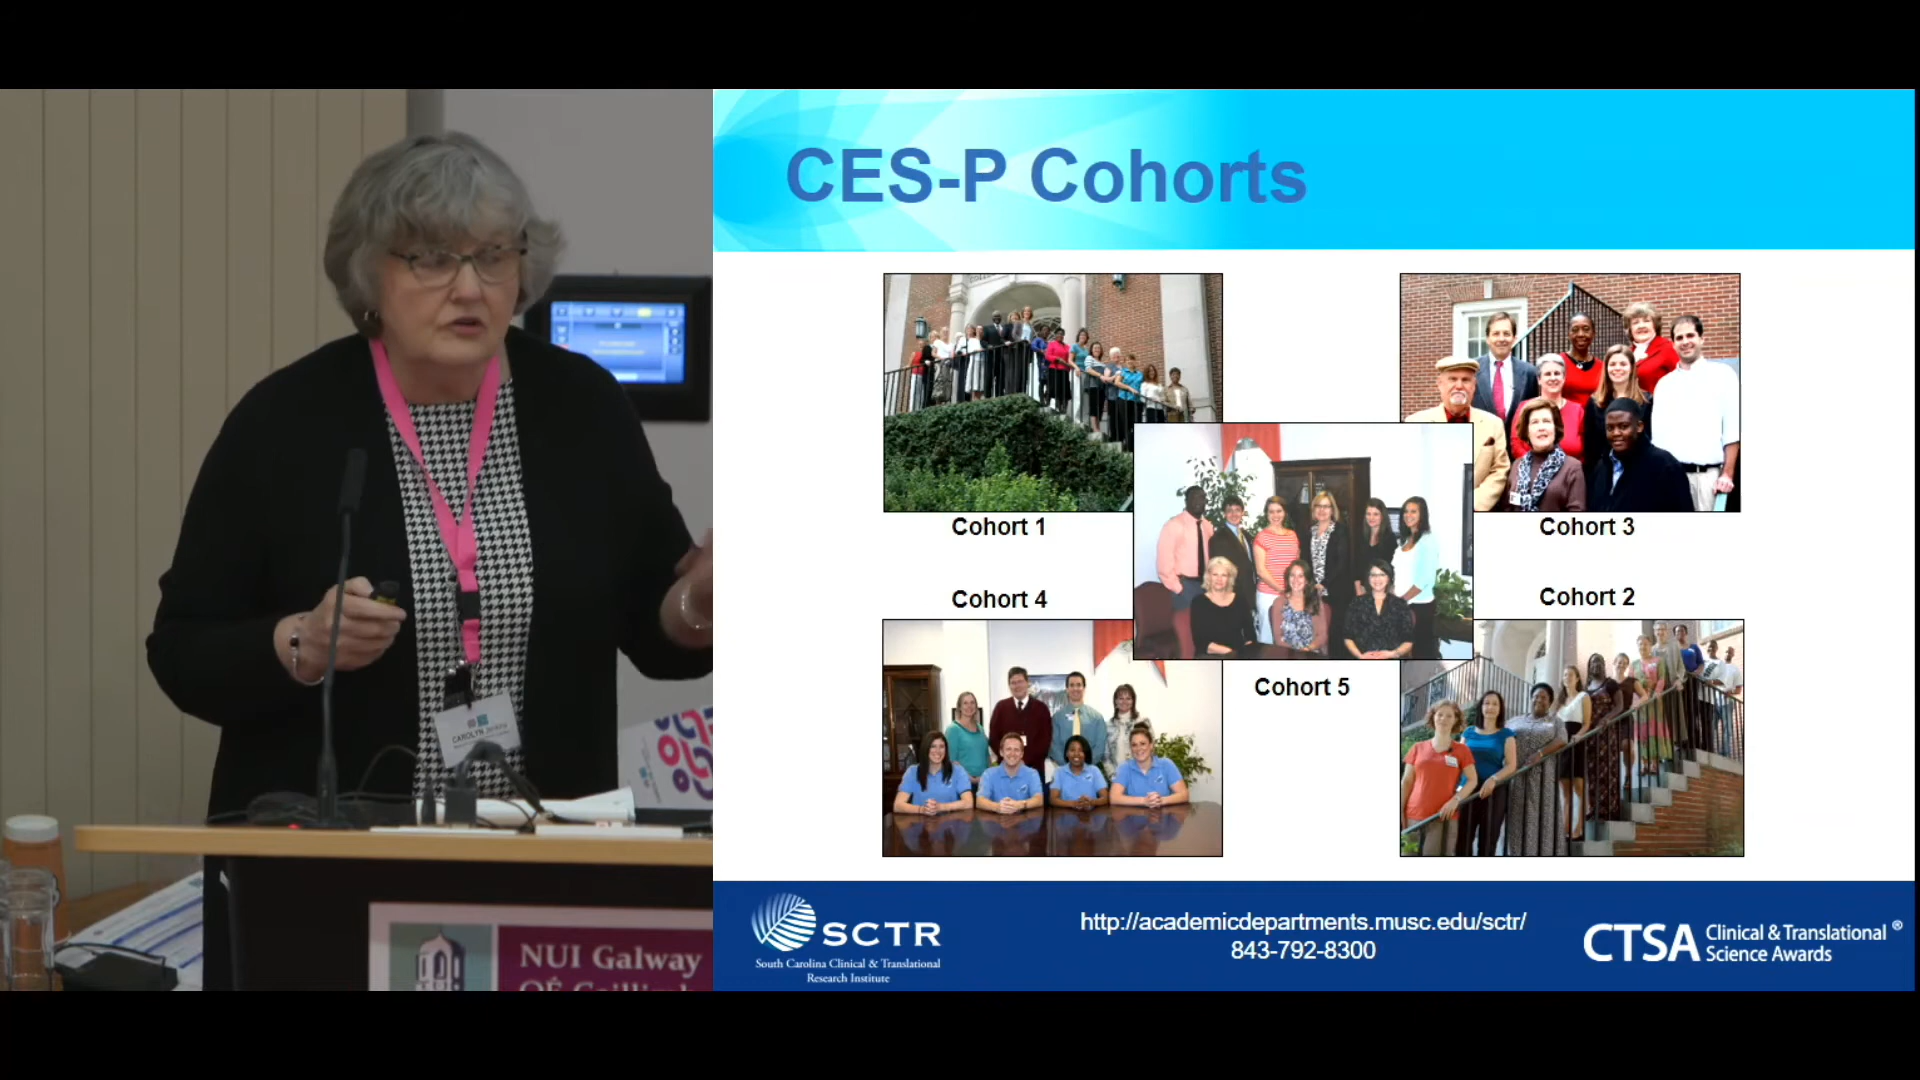 CES-P Cohorts
Cohort 1
Cohort 3
Cohort 4
Cohort 2
Cohort 5
CAROLYN
NUI Galway
SCTR
South Carolina Clinical & Translational
Research Institute
http://academicdepartments.musc.edu/sctr/
843-792-8300
CTSA Clinical & Translational ®
Science Awards